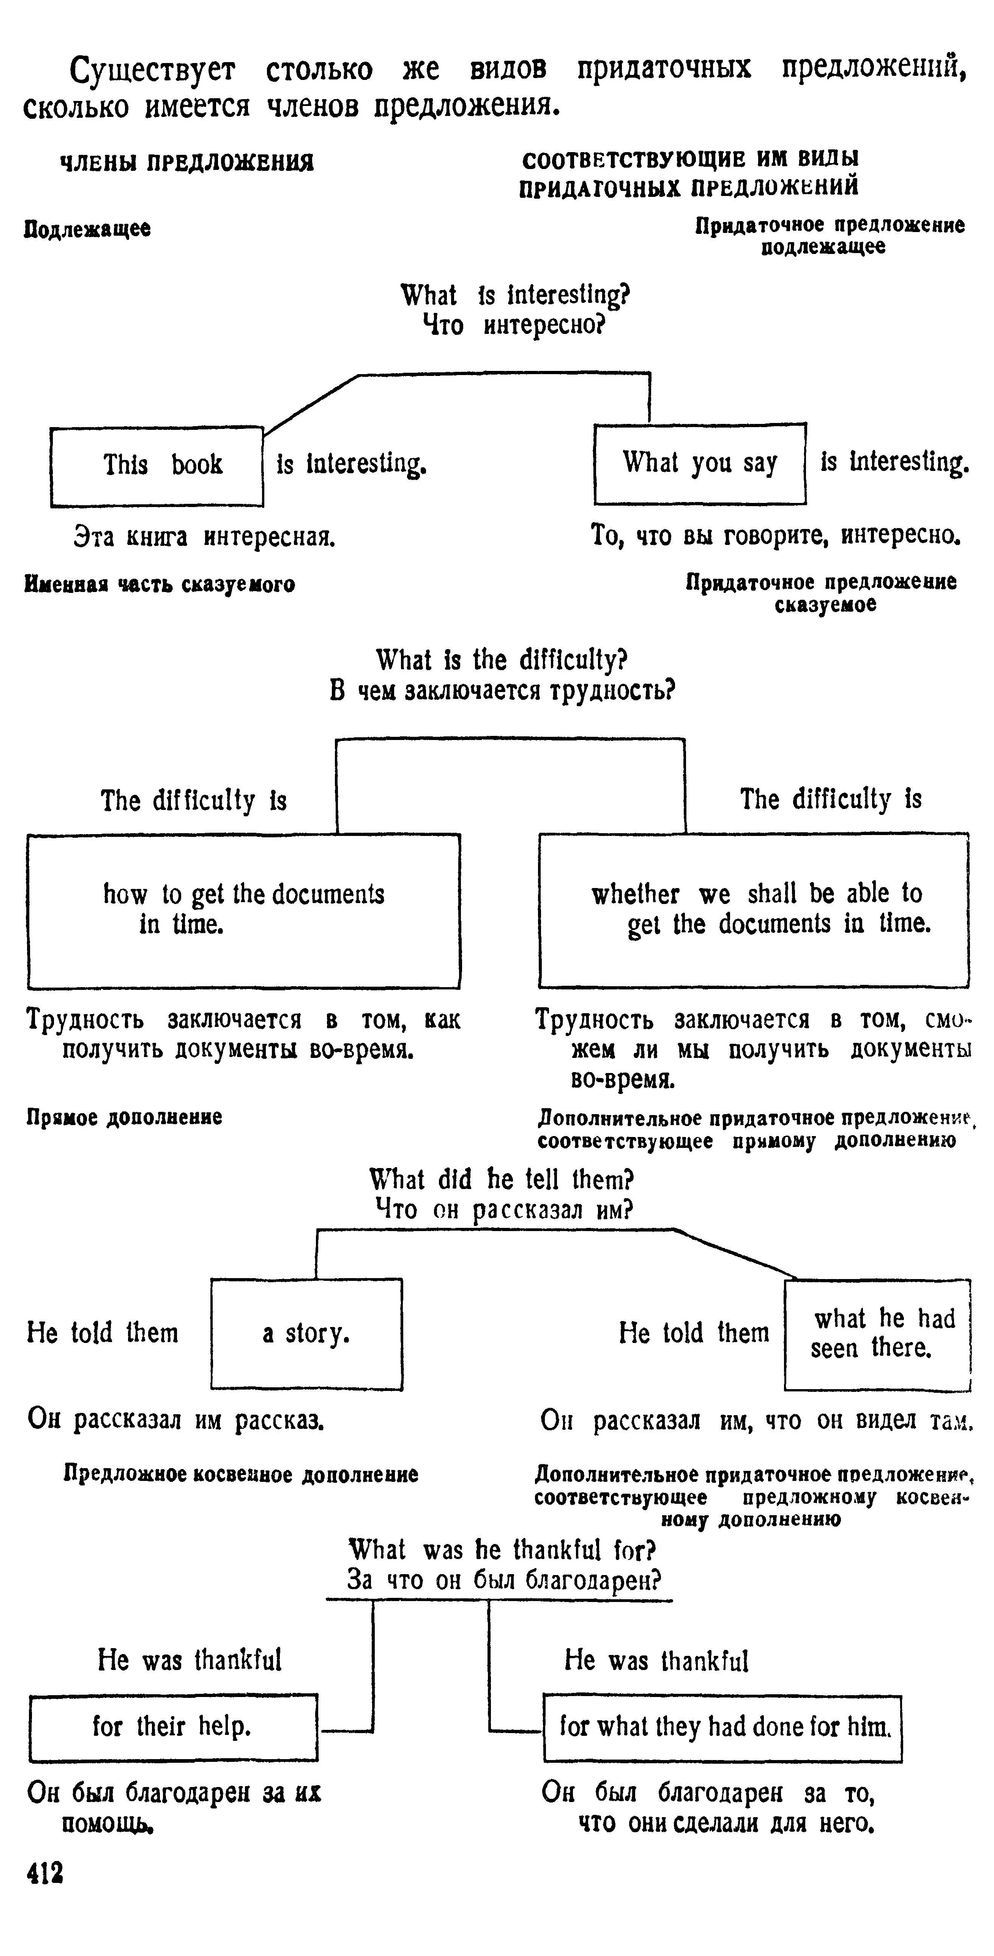 Существует столько же видов придаточных предложений,
сколько имеется членов предложения.
ЧЛЕНЫ ПРЕДЛОЖЕНИЯ
СООТВЕТСТВУЮЩИЕ ИМ ВИДЫ
ПРИДАТОЧНЫХ ПРЕДЛОЖЕНИЙ
Подлежащее
Придаточное предложение
подлежащее
What is interesting?
Что интересно?
This book is interesting.
What you say is interesting.
Эта книга интересная.
То, что вы говорите, интересно.
Именная часть сказуемого
Придаточное предложение
сказуемое
What is the difficulty?
В чем заключается трудность?
The difficulty is
how to get the documents
in time.
The difficulty is
whether we shall be able to
get the documents in time.
Трудность заключается в том, как
получить документы во-время.
Трудность заключается в том, смо-
жем ли мы получить документы
во-время.
Прямое дополнение
Дополнительное придаточное предложение,
соответствующее прямому дополнению
What did he tell them?
Что он рассказал им?
He told them a story.
He told them what he had
seen there.
Он рассказал им рассказ.
Он рассказал им, что он видел там.
Предложное косвенное дополнение
Дополнительное придаточное предложение,
соответствующее предложному косвен-
ному дополнению
What was he thankful for?
За что он был благодарен?
He was thankful
for their help.
He was thankful
for what they had done for him.
Он был благодарен за их
помощь.
Он был благодарен за то,
что они сделали для него.
412